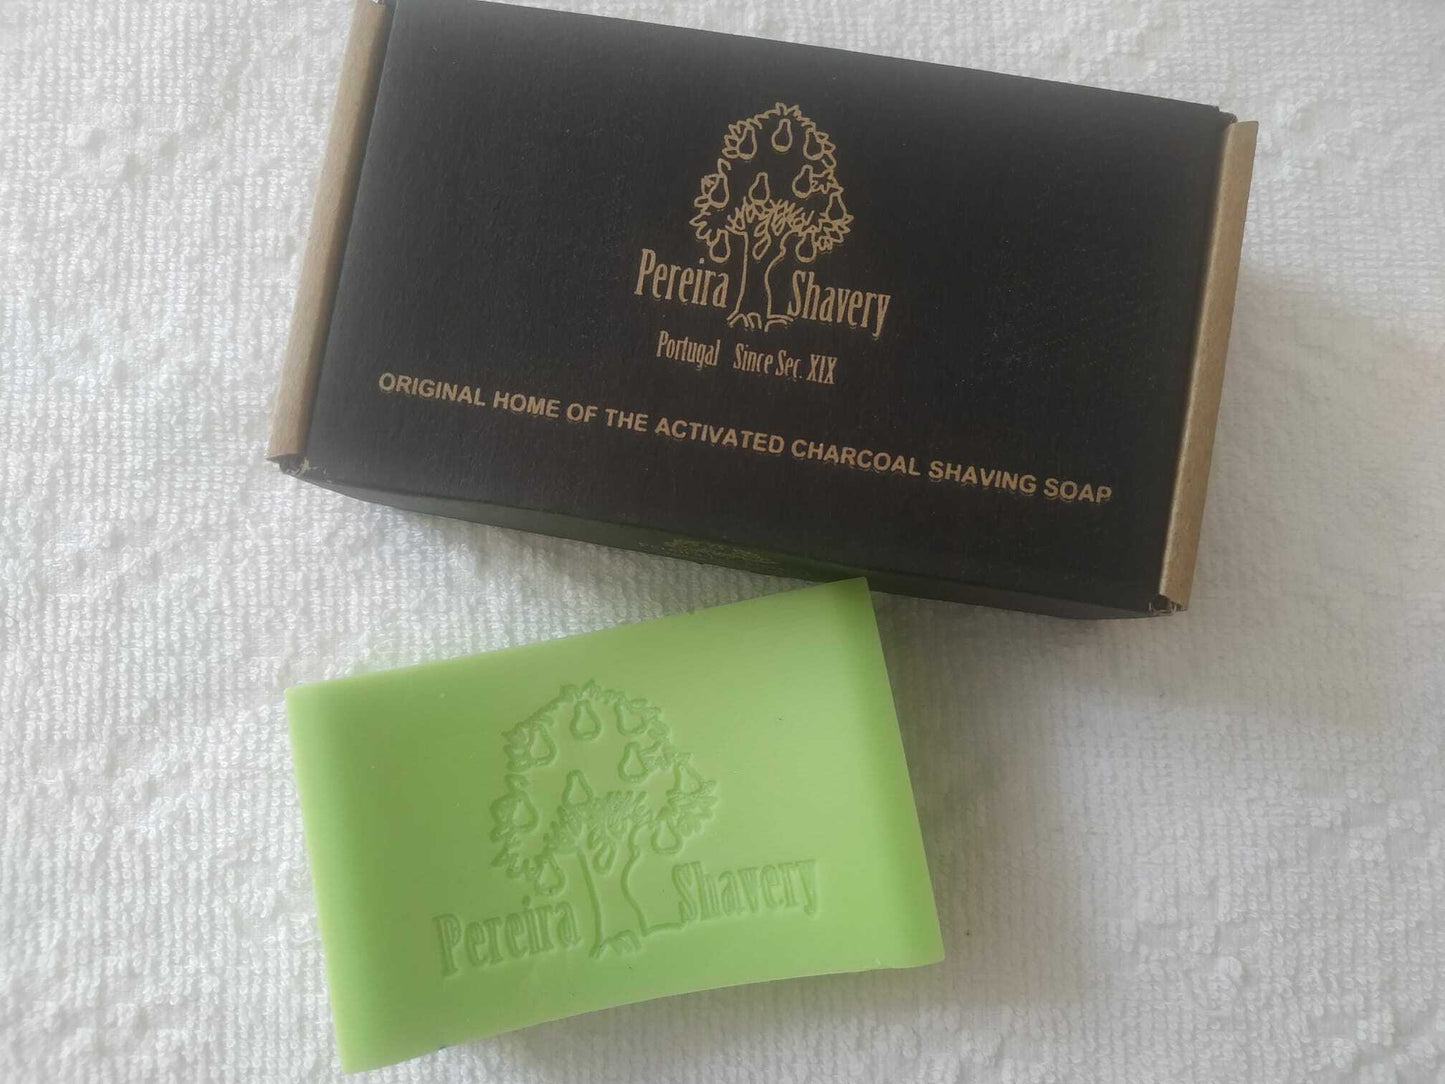 Pereira Shavery
Portugal Since Sec. XIX
ORIGINAL HOME OF THE ACTIVATED CHARCOAL SHAVING SOAP
Pereira Shavery